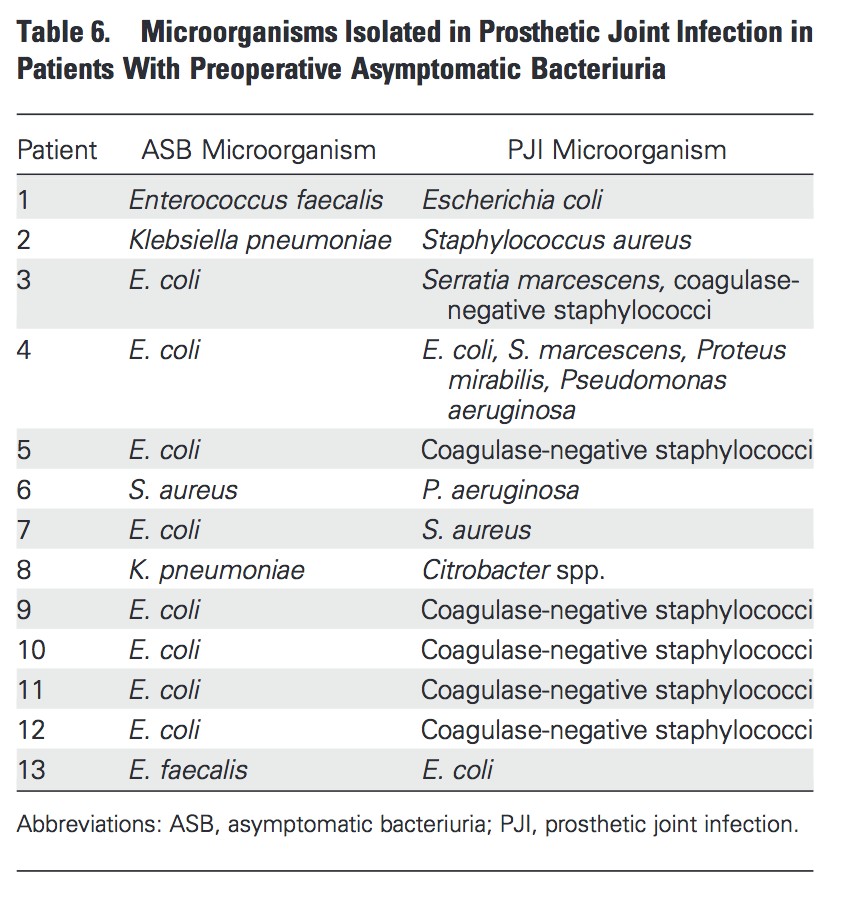 Table 6. Microorganisms Isolated in Prosthetic Joint Infection in
Patients With Preoperative Asymptomatic Bacteriuria
Patient ASB Microorganism PJI Microorganism
1 Enterococcus faecalis Escherichia coli
2 Klebsiella pneumoniae Staphylococcus aureus
3 E. coli Serratia marcescens, coagulase-
negative staphylococci
4 E. coli E. coli, S. marcescens, Proteus
mirabilis, Pseudomonas
aeruginosa
5 E. coli Coagulase-negative staphylococci
6 S. aureus P. aeruginosa
7 E. coli S. aureus
8 K. pneumoniae Citrobacter spp.
9 E. coli Coagulase-negative staphylococci
10 E. coli Coagulase-negative staphylococci
11 E. coli Coagulase-negative staphylococci
12 E. coli Coagulase-negative staphylococci
13 E. faecalis E. coli
Abbreviations: ASB, asymptomatic bacteriuria; PJI, prosthetic joint infection.